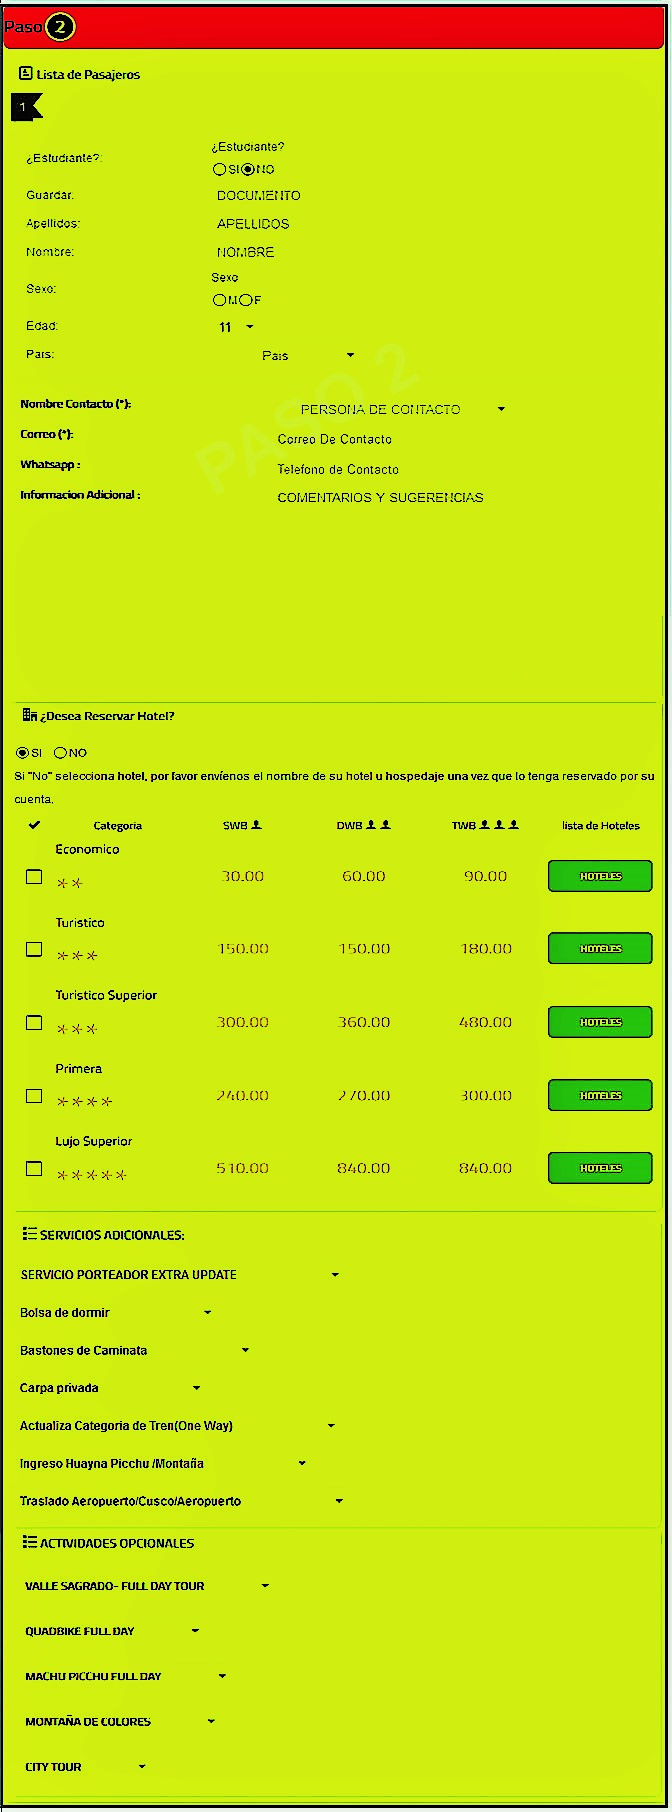 Paso 2
Lista de Pasajeros
1
¿Estudiante?:
¿Estudiante?
SI NO
Guardar: DOCUMENTO
Apellidos: APELLIDOS
Nombre: NOMBRE
Sexo:
Sexo
M F
Edad: 11
Pais: Pais
PASO 2
Nombre Contacto (*): PERSONA DE CONTACTO
Correo (*): Correo De Contacto
Whatsapp : Telefono de Contacto
Informacion Adicional : COMENTARIOS Y SUGERENCIAS
¿Desea Reservar Hotel?
SI NO
Si "No" selecciona hotel, por favor envíenos el nombre de su hotel u hospedaje una vez que lo tenga reservado por su
cuenta.
Categoria SWB DWB TWB lista de Hoteles
Economico
** 30.00 60.00 90.00 HOTELES
Turistico
*** 150.00 150.00 180.00 HOTELES
Turistico Superior
*** 300.00 360.00 480.00 HOTELES
Primera
**** 240.00 270.00 300.00 HOTELES
Lujo Superior
***** 510.00 840.00 840.00 HOTELES
SERVICIOS ADICIONALES:
SERVICIO PORTEADOR EXTRA UPDATE
Bolsa de dormir
Bastones de Caminata
Carpa privada
Actualiza Categoria de Tren(One Way)
Ingreso Huayna Picchu /Montaña
Traslado Aeropuerto/Cusco/Aeropuerto
ACTIVIDADES OPCIONALES
VALLE SAGRADO- FULL DAY TOUR
QUADBIKE FULL DAY
MACHU PICCHU FULL DAY
MONTAÑA DE COLORES
CITY TOUR